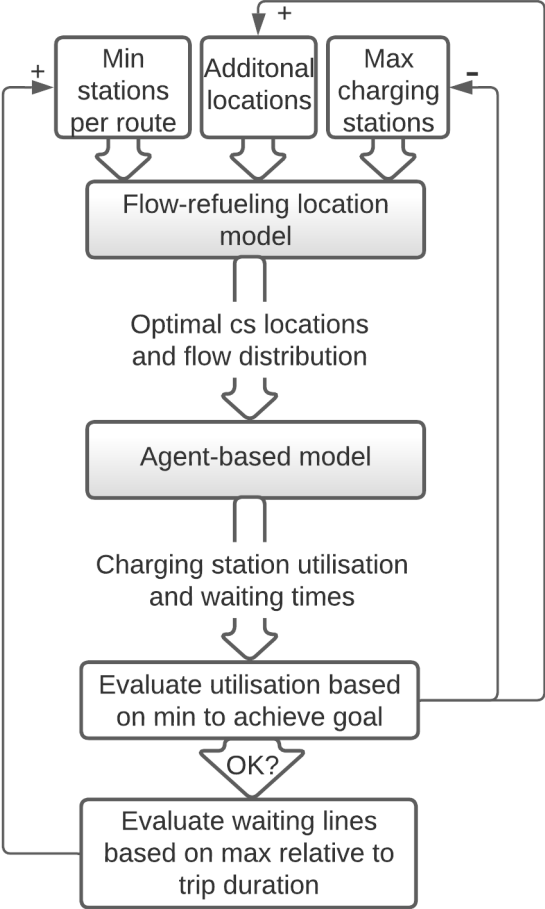 +
Min
stations
per route
+
Additonal
locations
-
Max
charging
stations
Flow-refueling location
model
Optimal cs locations
and flow distribution
Agent-based model
Charging station utilisation
and waiting times
Evaluate utilisation based
on min to achieve goal
OK?
Evaluate waiting lines
based on max relative to
trip duration